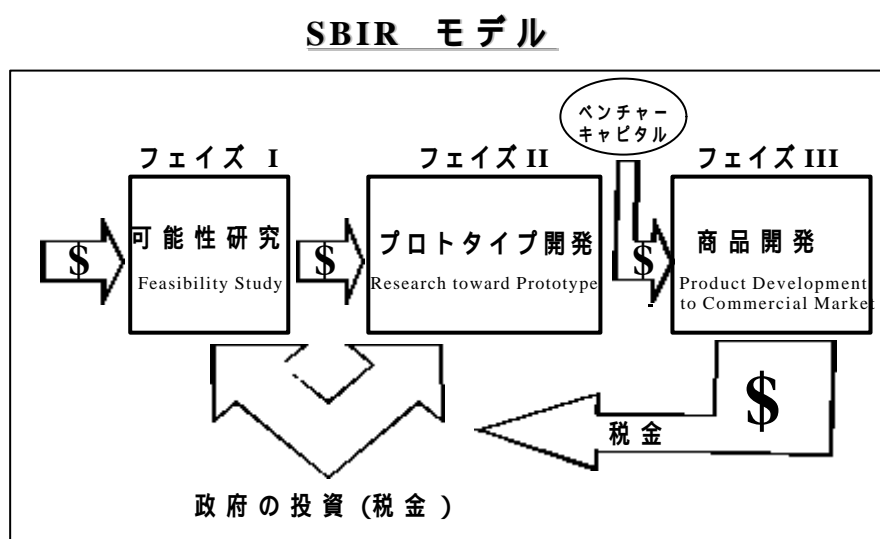 SBIR モデル
ベンチャー
キャピタル
フェイズ I
フェイズ II
フェイズ III
$
可能性研究
Feasibility Study
$
プロトタイプ開発
Research toward Prototype
$
商品開発
Product Development
to Commercial Market
$
税金
政府の投資(税金)